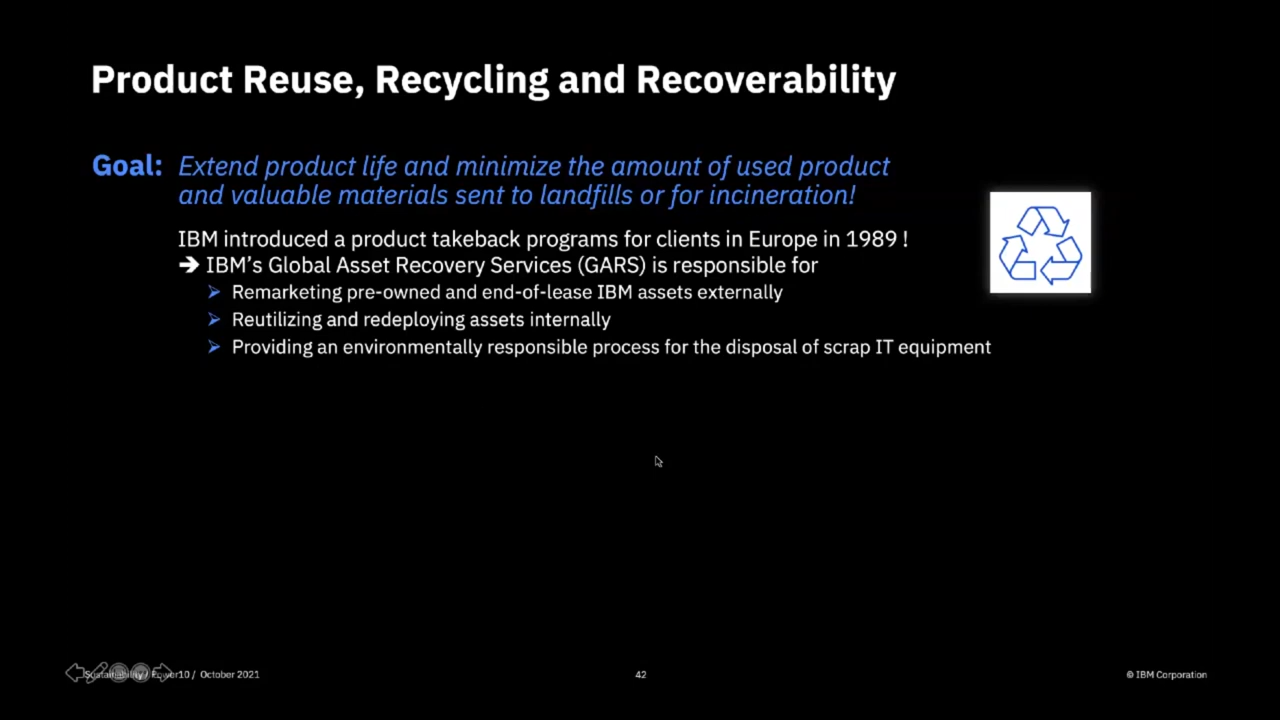 Product Reuse, Recycling and Recoverability
Goal: Extend product life and minimize the amount of used product
and valuable materials sent to landfills or for incineration!
IBM introduced a product takeback programs for clients in Europe in 1989 !
➔ IBM's Global Asset Recovery Services (GARS) is responsible for
➢ Remarketing pre-owned and end-of-lease IBM assets externally
➢ Reutilizing and redeploying assets internally
➢ Providing an environmentally responsible process for the disposal of scrap IT equipment
Sustainability / Power10 / October 2021
42
© IBM Corporation